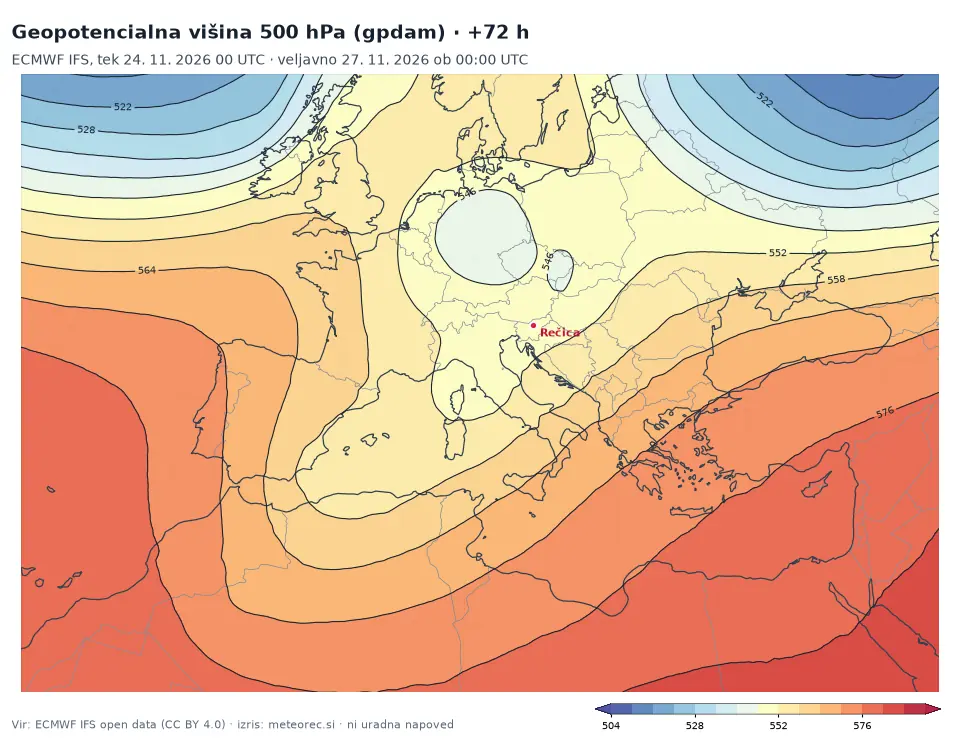 Geopotencialna višina 500 hPa (gpdam) · +72 h
ECMWF IFS, tek 24. 11. 2026 00 UTC · veljavno 27. 11. 2026 ob 00:00 UTC
522
522
528
546
546
552
558
564
Rečica
576
504 528 552 576
Vir: ECMWF IFS open data (CC BY 4.0) · izris: meteorec.si · ni uradna napoved